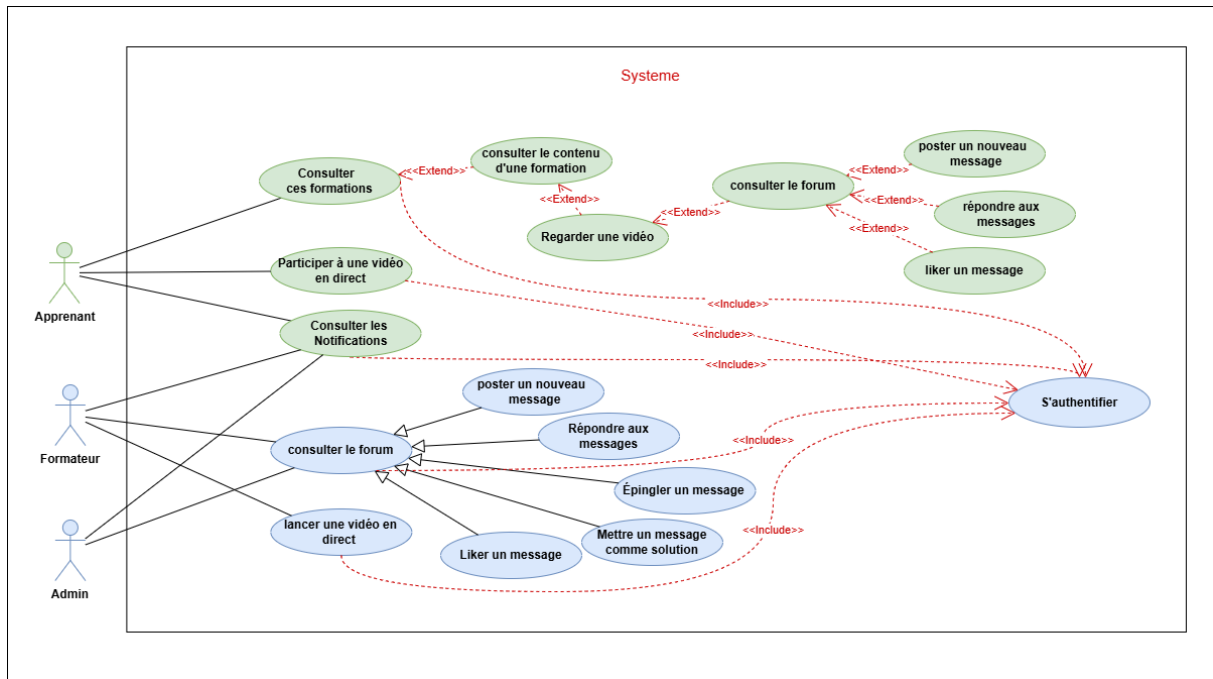 Systeme
consulter le contenu
d'une formation
poster un nouveau
message
<<Extend>>
<<Extend>>
Consulter
ces formations
consulter le forum
<<Extend>>
<<Extend>>
répondre aux
messages
<<Extend>>
Regarder une vidéo
<<Extend>>
liker un message
Participer à une vidéo
en direct
Apprenant
<<Include>>
Consulter les
Notifications
<<Include>>
<<Include>>
poster un nouveau
message
S'authentifier
Répondre aux
messages
<<Include>>
consulter le forum
Formateur
Épingler un message
lancer une vidéo en
direct
<<Include>>
Mettre un message
comme solution
Liker un message
Admin